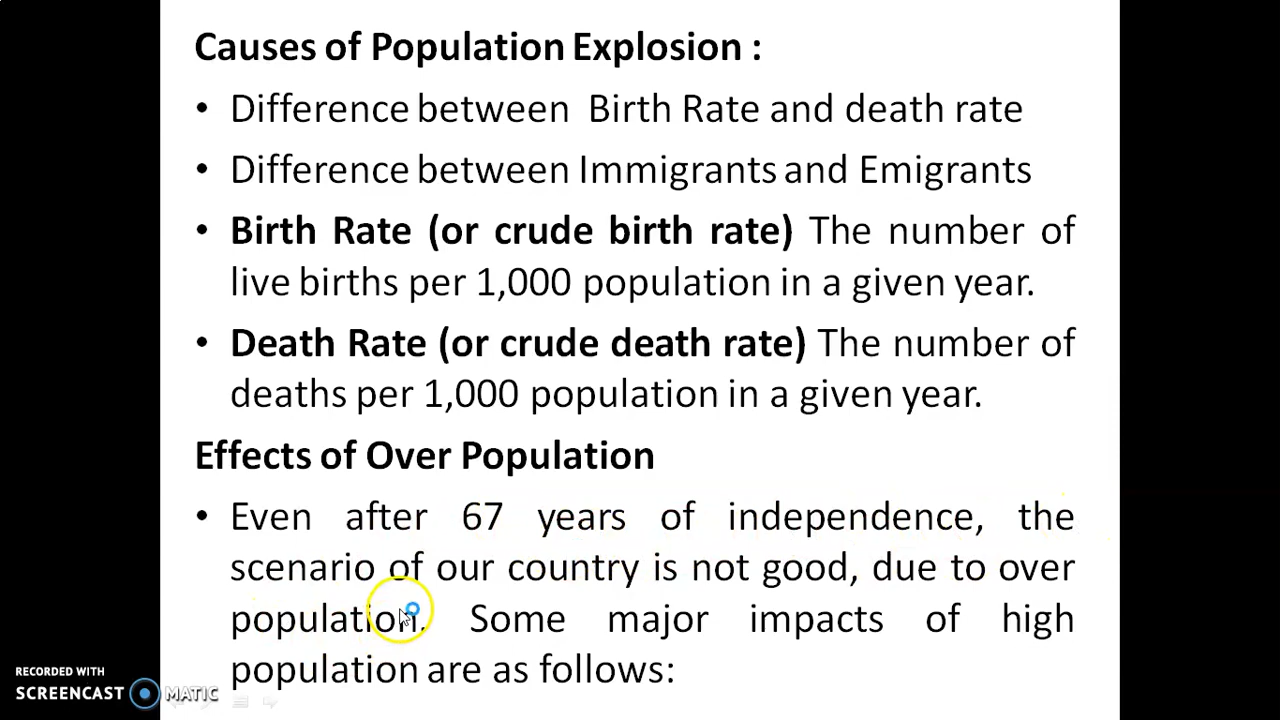 Causes of Population Explosion :
• Difference between Birth Rate and death rate
• Difference between Immigrants and Emigrants
• Birth Rate (or crude birth rate) The number of
live births per 1,000 population in a given year.
• Death Rate (or crude death rate) The number of
deaths per 1,000 population in a given year.
Effects of Over Population
• Even after 67 years of independence, the
scenario of our country is not good, due to over
population. Some major impacts of high
population are as follows:
RECORDED WITH
SCREENCAST MATIC